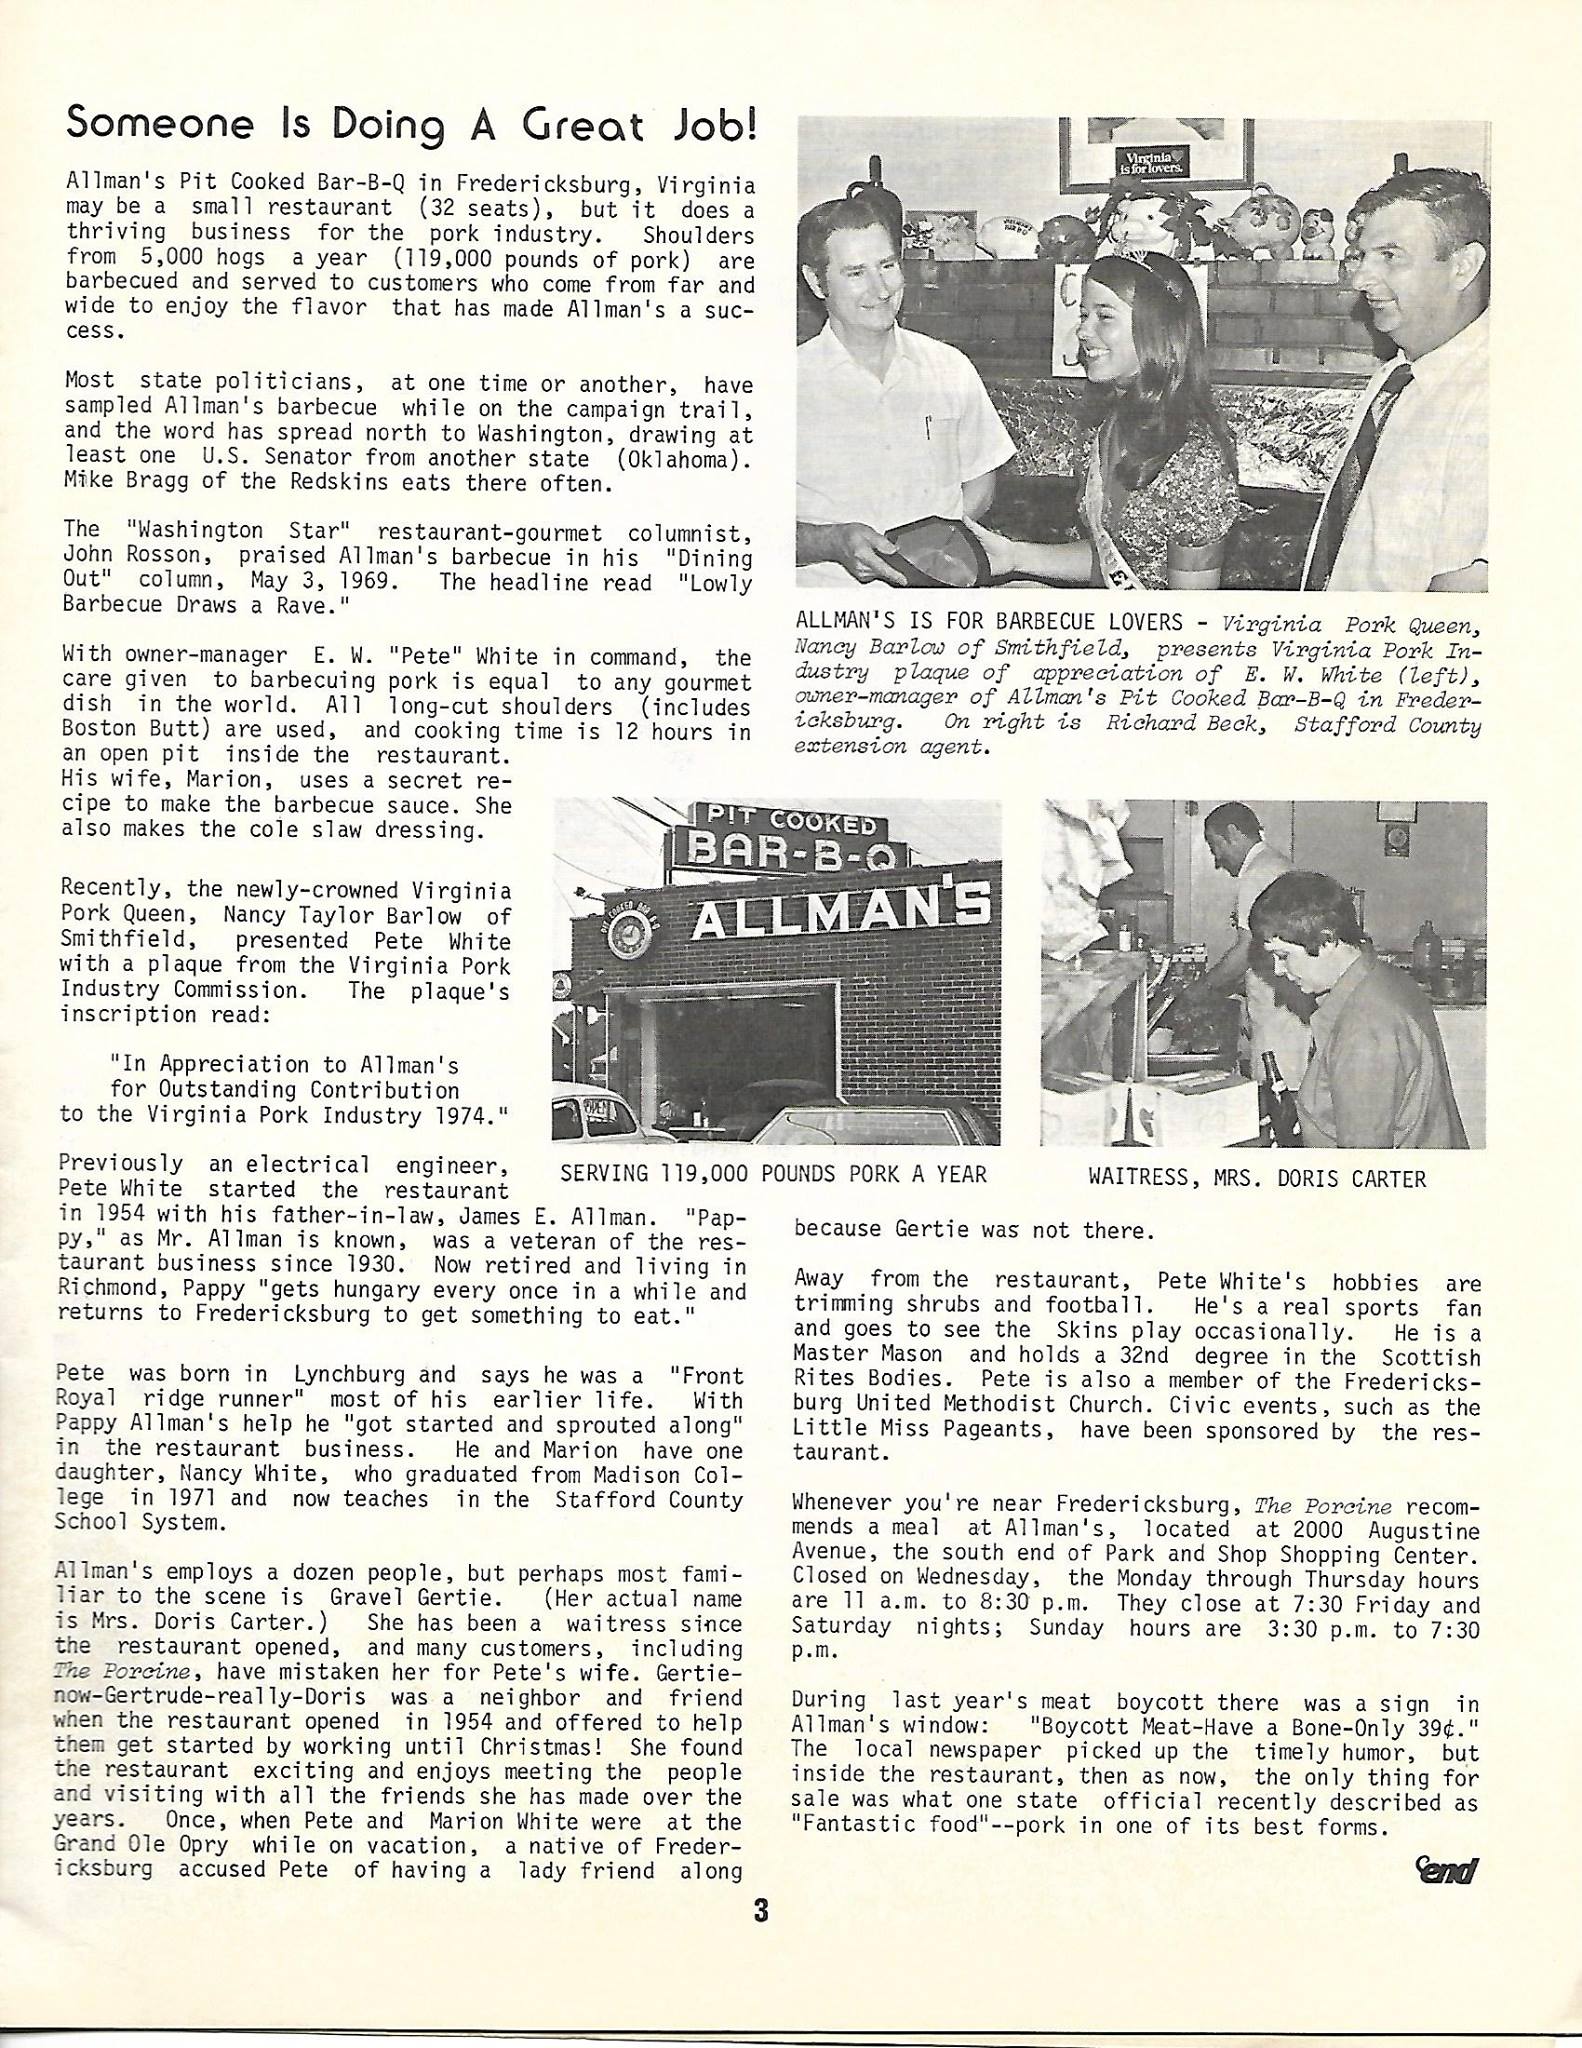 Someone Is Doing A Great Job!
Allman's Pit Cooked Bar-B-Q in Fredericksburg, Virginia
may be a small restaurant (32 seats), but it does a
thriving business for the pork industry. Shoulders
from 5,000 hogs a year (119,000 pounds of pork) are
barbecued and served to customers who come from far and
wide to enjoy the flavor that has made Allman's a suc-
cess.
Most state politicians, at one time or another, have
sampled Allman's barbecue while on the campaign trail,
and the word has spread north to Washington, drawing at
least one U.S. Senator from another state (Oklahoma).
Mike Bragg of the Redskins eats there often.
The "Washington Star" restaurant-gourmet columnist,
John Rosson, praised Allman's barbecue in his "Dining
Out" column, May 3, 1969. The headline read "Lowly
Barbecue Draws a Rave."
With owner-manager E. W. "Pete" White in command, the
care given to barbecuing pork is equal to any gourmet
dish in the world. All long-cut shoulders (includes
Boston Butt) are used, and cooking time is 12 hours in
an open pit inside the restaurant.
His wife, Marion, uses a secret re-
cipe to make the barbecue sauce. She
also makes the cole slaw dressing.
Recently, the newly-crowned Virginia
Pork Queen, Nancy Taylor Barlow of
Smithfield, presented Pete White
with a plaque from the Virginia Pork
Industry Commission. The plaque's
inscription read:
"In Appreciation to Allman's
for Outstanding Contribution
to the Virginia Pork Industry 1974."
Previously an electrical engineer,
Pete White started the restaurant
in 1954 with his father-in-law, James E. Allman. "Pap-
py," as Mr. Allman is known, was a veteran of the res-
taurant business since 1930. Now retired and living in
Richmond, Pappy "gets hungary every once in a while and
returns to Fredericksburg to get something to eat."
Pete was born in Lynchburg and says he was a "Front
Royal ridge runner" most of his earlier life. With
Pappy Allman's help he "got started and sprouted along"
in the restaurant business. He and Marion have one
daughter, Nancy White, who graduated from Madison Col-
lege in 1971 and now teaches in the Stafford County
School System.
Allman's employs a dozen people, but perhaps most fami-
liar to the scene is Gravel Gertie. (Her actual name
is Mrs. Doris Carter.) She has been a waitress since
the restaurant opened, and many customers, including
The Porcine, have mistaken her for Pete's wife. Gertie-
now-Gertrude-really-Doris was a neighbor and friend
when the restaurant opened in 1954 and offered to help
them get started by working until Christmas! She found
the restaurant exciting and enjoys meeting the people
and visiting with all the friends she has made over the
years. Once, when Pete and Marion White were at the
Grand Ole Opry while on vacation, a native of Freder-
icksburg accused Pete of having a lady friend along
Virginia
is for lovers.
ALLMAN'S IS FOR BARBECUE LOVERS - Virginia Pork Queen,
Nancy Barlow of Smithfield, presents Virginia Pork In-
dustry plaque of appreciation of E. W. White (left),
owner-manager of Allman's Pit Cooked Bar-B-Q in Freder-
icksburg. On right is Richard Beck, Stafford County
extension agent.
PIT COOKED
BAR-B-Q
ALLMAN'S
PIT COOKED BAR B-Q
OPEN
SERVING 119,000 POUNDS PORK A YEAR
WAITRESS, MRS. DORIS CARTER
because Gertie was not there.
Away from the restaurant, Pete White's hobbies are
trimming shrubs and football. He's a real sports fan
and goes to see the Skins play occasionally. He is a
Master Mason and holds a 32nd degree in the Scottish
Rites Bodies. Pete is also a member of the Fredericks-
burg United Methodist Church. Civic events, such as the
Little Miss Pageants, have been sponsored by the res-
taurant.
Whenever you're near Fredericksburg, The Porcine recom-
mends a meal at Allman's, located at 2000 Augustine
Avenue, the south end of Park and Shop Shopping Center.
Closed on Wednesday, the Monday through Thursday hours
are 11 a.m. to 8:30 p.m. They close at 7:30 Friday and
Saturday nights; Sunday hours are 3:30 p.m. to 7:30
p.m.
During last year's meat boycott there was a sign in
Allman's window: "Boycott Meat-Have a Bone-Only 39¢."
The local newspaper picked up the timely humor, but
inside the restaurant, then as now, the only thing for
sale was what one state official recently described as
"Fantastic food"--pork in one of its best forms.
end
3